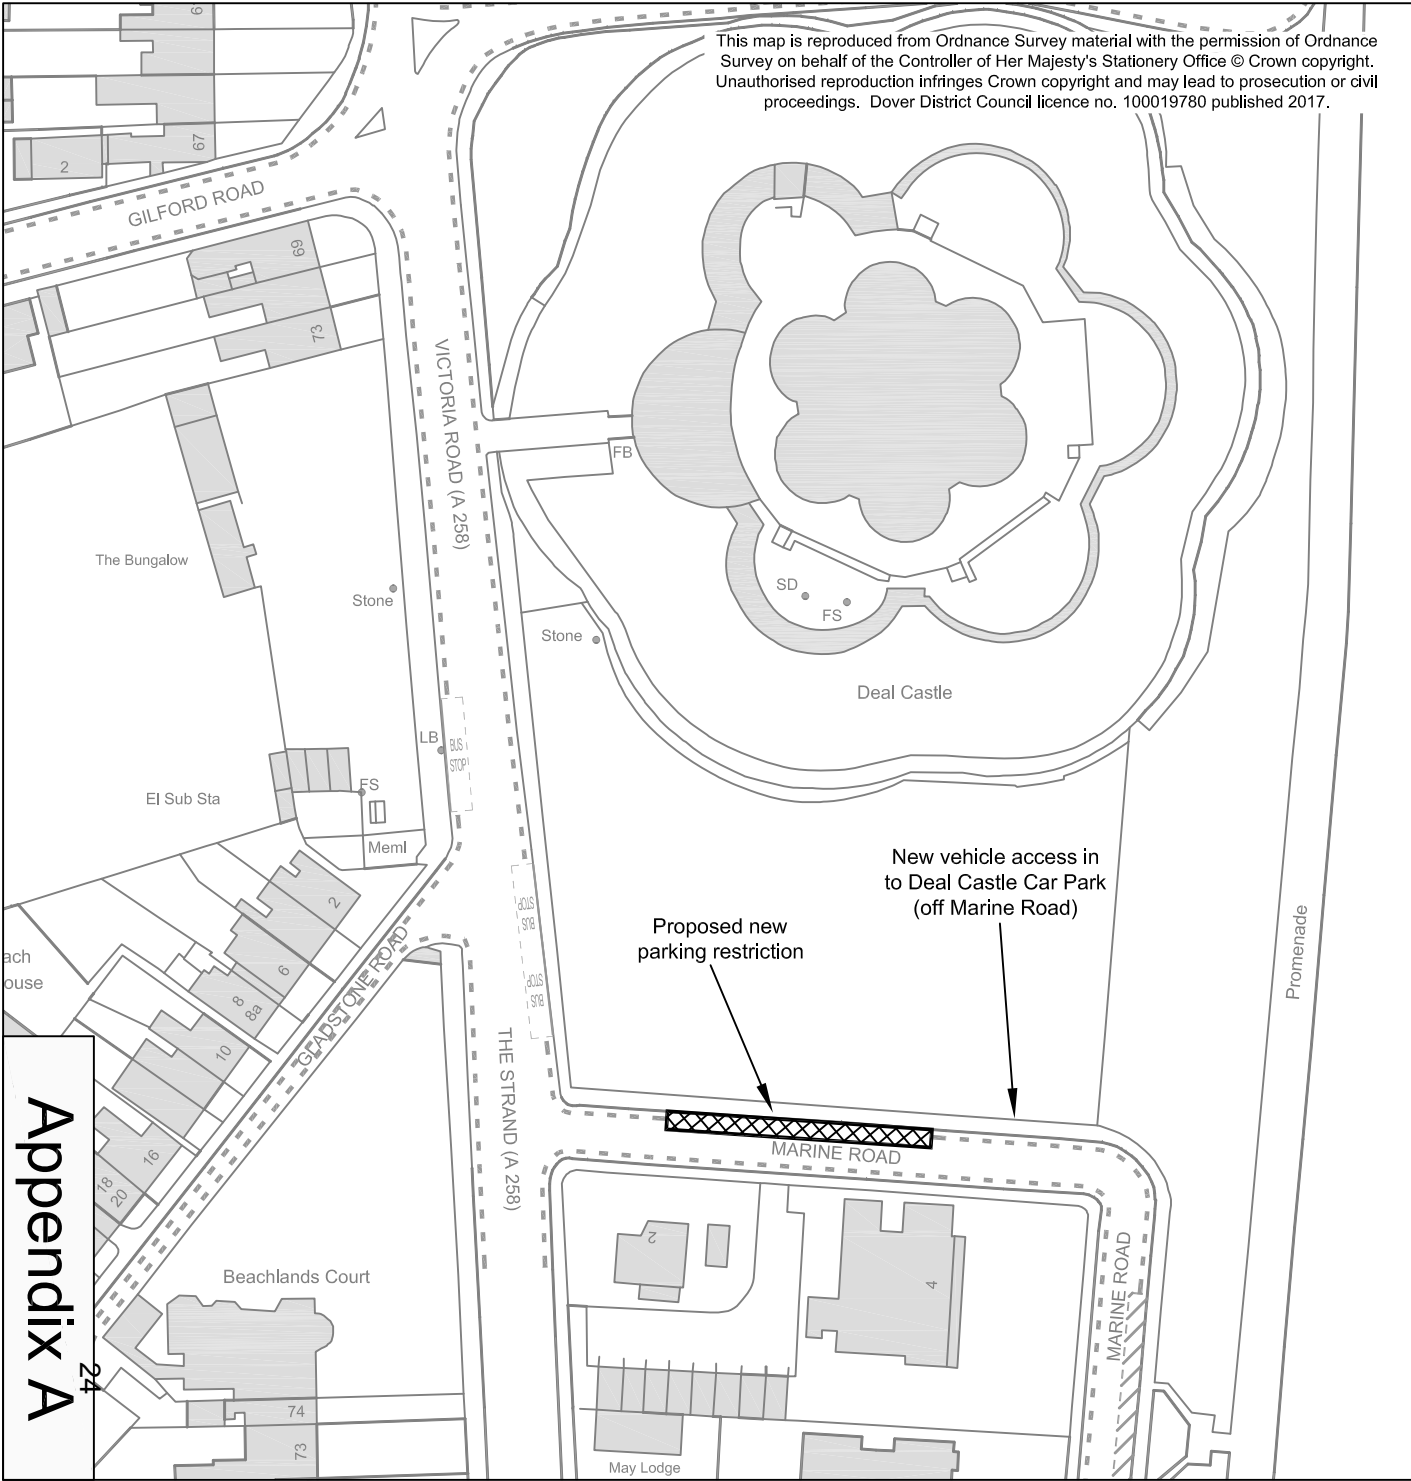 This map is reproduced from Ordnance Survey material with the permission of Ordnance
Survey on behalf of the Controller of Her Majesty's Stationery Office © Crown copyright.
Unauthorised reproduction infringes Crown copyright and may lead to prosecution or civil
proceedings. Dover District Council licence no. 100019780 published 2017.
67
2
GILFORD ROAD
69
73
VICTORIA ROAD (A 258)
FB
The Bungalow
Stone
SD
FS
Stone
Deal Castle
LB
BUS
STOP
FS
El Sub Sta
Meml
New vehicle access in
to Deal Castle Car Park
(off Marine Road)
Proposed new
parking restriction
2
BUS
STOP
6
BUS
STOP
ach
ouse
8
8a
GLADSTONE ROAD
10
Promenade
THE STRAND (A 258)
MARINE ROAD
16
18
20
2
4
MARINE ROAD
Beachlands Court
74
73
May Lodge
Appendix A
24